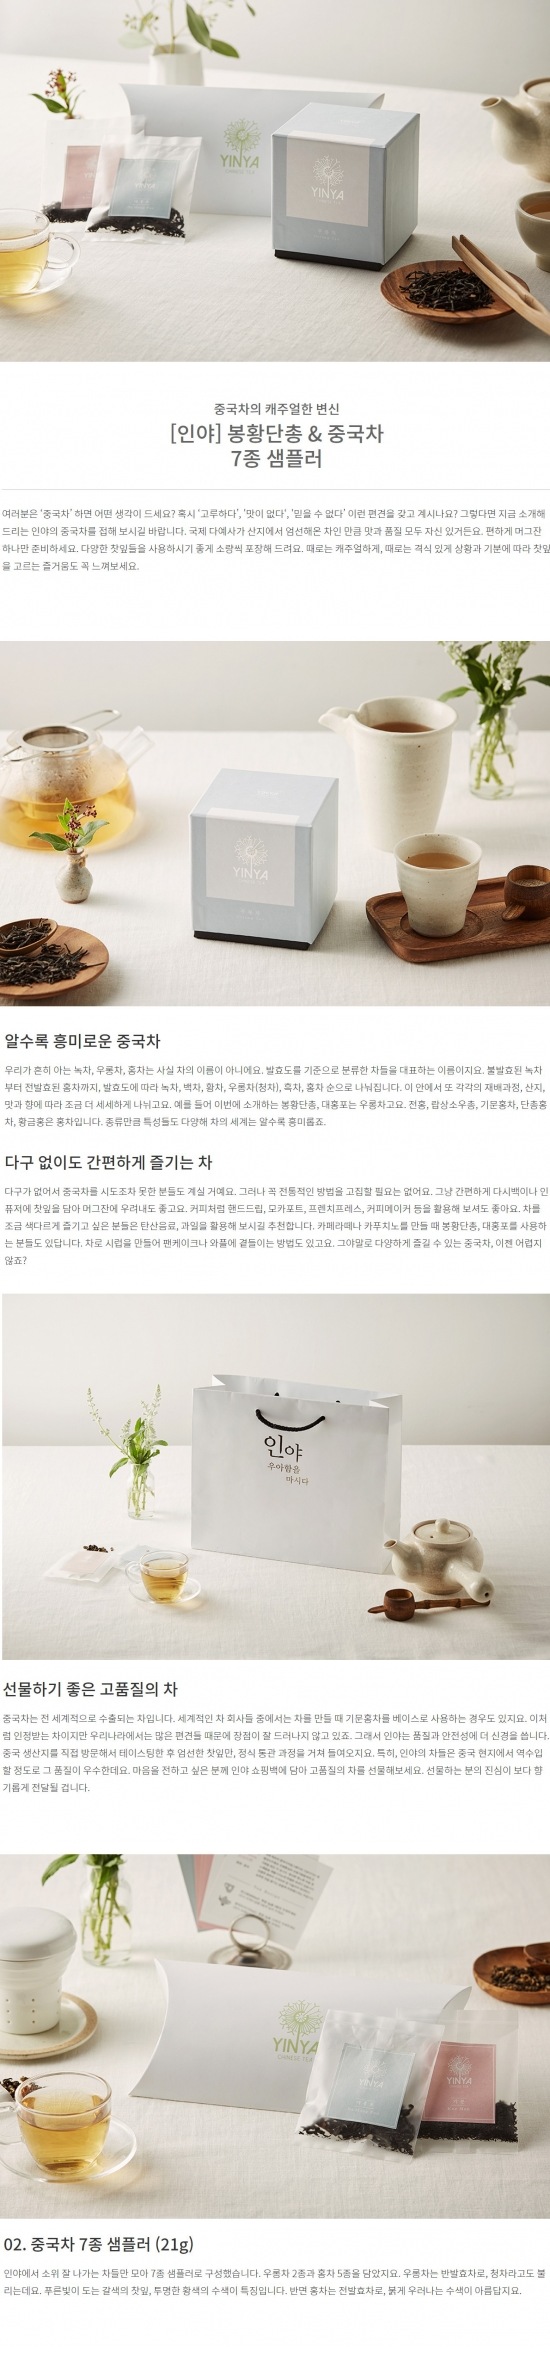 YINYA
CHINESE TEA
YINYA
중국차의 캐주얼한 변신
[인야] 봉황단총 & 중국차
7종 샘플러
여러분은 '중국차' 하면 어떤 생각이 드세요? 혹시 '고루하다', '맛이 없다', '믿을 수 없다' 이런 편견을 갖고 계시나요? 그렇다면 지금 소개해
드리는 인야의 중국차를 접해 보시길 바랍니다. 국제 다예사가 산지에서 엄선해온 차인 만큼 맛과 품질 모두 자신 있거든요. 편하게 머그잔
하나만 준비하세요. 다양한 찻잎들을 사용하시기 좋게 소량씩 포장해 드려요. 때로는 캐주얼하게, 때로는 격식 있게 상황과 기분에 따라 찻잎
을 고르는 즐거움도 꼭 느껴보세요.
YINYA
알수록 흥미로운 중국차
우리가 흔히 아는 녹차, 우롱차, 홍차는 사실 차의 이름이 아니에요. 발효도를 기준으로 분류한 차들을 대표하는 이름이지요. 불발효된 녹차
부터 전발효된 홍차까지, 발효도에 따라 녹차, 백차, 황차, 우롱차(청차), 흑차, 홍차 순으로 나눠집니다. 이 안에서 또 각각의 재배과정, 산지,
맛과 향에 따라 조금 더 세세하게 나뉘고요. 예를 들어 이번에 소개하는 봉황단총, 대홍포는 우롱차고요. 전홍, 랍상소우총, 기문홍차, 단총홍
차, 황금홍은 홍차입니다. 종류만큼 특성들도 다양해 차의 세계는 알수록 흥미롭죠.
다구 없이도 간편하게 즐기는 차
다구가 없어서 중국차를 시도조차 못한 분들도 계실 거예요. 그러나 꼭 전통적인 방법을 고집할 필요는 없어요. 그냥 간편하게 다시백이나 인
퓨저에 찻잎을 담아 머그잔에 우려내도 좋고요. 커피처럼 핸드드립, 모카포트, 프렌치프레스, 커피메이커 등을 활용해 보셔도 좋아요. 차를
조금 색다르게 즐기고 싶은 분들은 탄산음료, 과일을 활용해 보시길 추천합니다. 카페라떼나 카푸치노를 만들 때 봉황단총, 대홍포를 사용하
는 분들도 있답니다. 차로 시럽을 만들어 팬케이크나 와플에 곁들이는 방법도 있고요. 그야말로 다양하게 즐길 수 있는 중국차, 이젠 어렵지
않죠?
인야
우아함을
마시다
선물하기 좋은 고품질의 차
중국차는 전 세계적으로 수출되는 차입니다. 세계적인 차 회사들 중에서는 차를 만들 때 기문홍차를 베이스로 사용하는 경우도 있지요. 이처
럼 인정받는 차이지만 우리나라에서는 많은 편견들 때문에 장점이 잘 드러나지 않고 있죠. 그래서 인야는 품질과 안전성에 더 신경을 씁니다.
중국 생산지를 직접 방문해서 테이스팅한 후 엄선한 찻잎만, 정식 통관 과정을 거쳐 들여오지요. 특히, 인야의 차들은 중국 현지에서 역수입
할 정도로 그 품질이 우수한데요. 마음을 전하고 싶은 분께 인야 쇼핑백에 담아 고품질의 차를 선물해보세요. 선물하는 분의 진심이 보다 향
기롭게 전달될 겁니다.
YINYA
CHINESE TEA
YINYA
YINYA
02. 중국차 7종 샘플러 (21g)
인야에서 소위 잘 나가는 차들만 모아 7종 샘플러로 구성했습니다. 우롱차 2종과 홍차 5종을 담았지요. 우롱차는 반발효차로, 청차라고도 불
리는데요. 푸른빛이 도는 갈색의 찻잎, 투명한 황색의 수색이 특징입니다. 반면 홍차는 전발효차로, 붉게 우러나는 수색이 아름답지요.